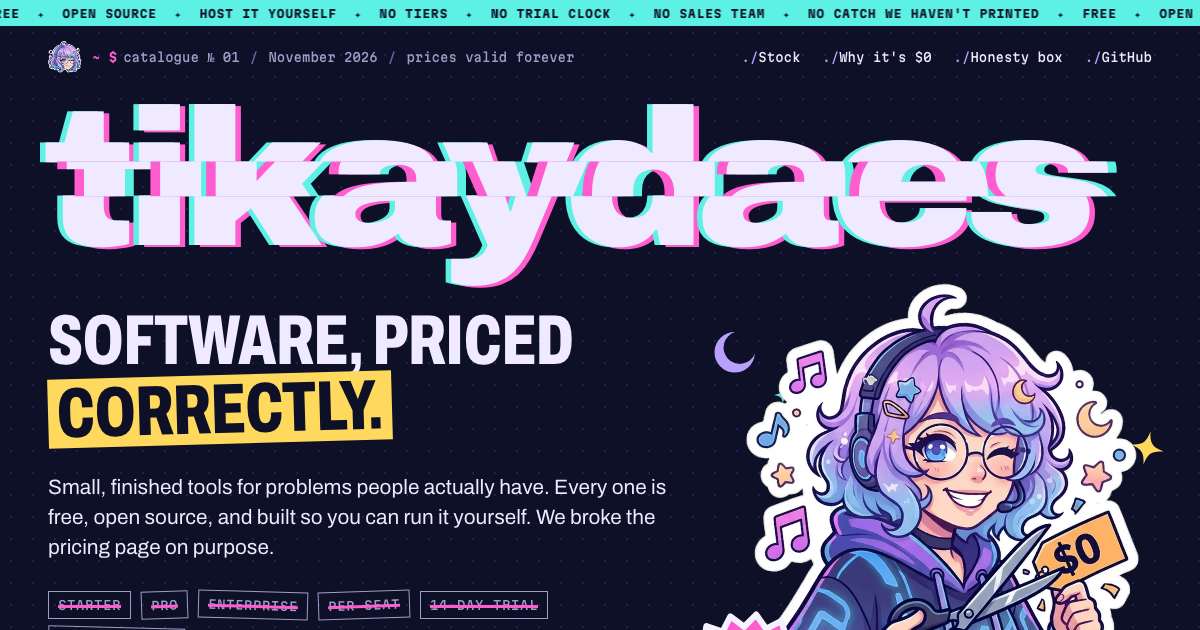 EE ✦ OPEN SOURCE ✦ HOST IT YOURSELF ✦ NO TIERS ✦ NO TRIAL CLOCK ✦ NO SALES TEAM ✦ NO CATCH WE HAVEN'T PRINTED ✦ FREE ✦ OPEN
~ $ catalogue № 01 / November 2026 / prices valid forever
./Stock ./Why it's $0 ./Honesty box ./GitHub
tikaydaes
SOFTWARE, PRICED
CORRECTLY.
Small, finished tools for problems people actually have. Every one is
free, open source, and built so you can run it yourself. We broke the
pricing page on purpose.
$0
STARTER PRO ENTERPRISE PER SEAT 14-DAY TRIAL